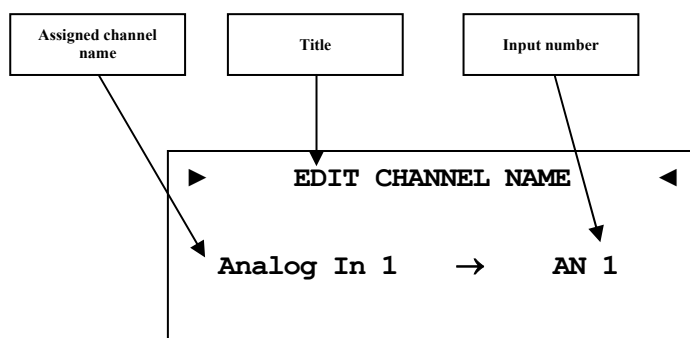 Assigned channel
name
Title
Input number
► EDIT CHANNEL NAME ◄
Analog In 1 → AN 1